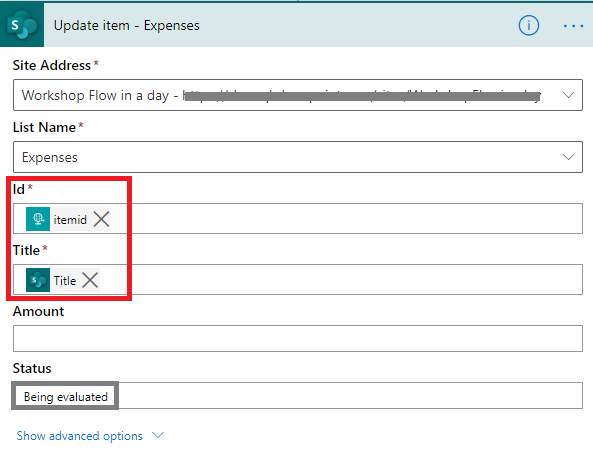 Update item - Expenses
Site Address*
Workshop Flow in a day -
List Name*
Expenses
Id*
itemid
Title*
Title
Amount
Status
Being evaluated
Show advanced options